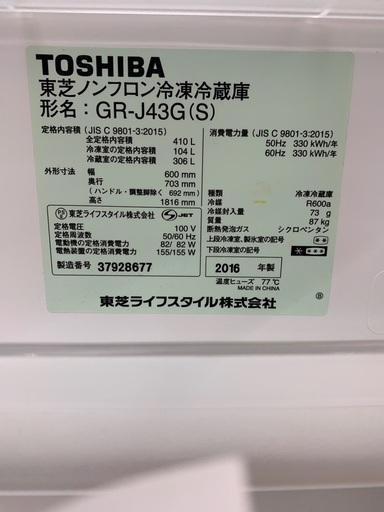 TOSHIBA
東芝ノンフロン冷凍冷蔵庫
形名：GR-J43G(S)
定格内容積 (JIS C 9801-3:2015)
全定格内容積 410 L
冷凍室の定格内容積 104 L
冷蔵室の定格内容積 306 L
外形寸法 幅 600 mm
奥行 703 mm
(ハンドル・調整脚除く 692 mm)
高さ 1816 mm
東芝ライフスタイル株式会社 JET
定格電圧 100 V
定格周波数 50/60 Hz
電動機の定格消費電力 82/ 82 W
電熱装置の定格消費電力 155/155 W
製造番号 37928677
消費電力量 (JIS C 9801-3:2015)
50Hz 330 kWh/年
60Hz 330 kWh/年
種類 冷凍冷蔵庫
冷媒 R600a
冷媒封入量 73 g
質量 87 kg
断熱発泡ガス シクロペンタン
上段冷凍室、製氷室の記号
下段冷凍室の記号
2016 年製
温度ヒューズ 77℃
MADE IN CHINA
東芝ライフスタイル株式会社